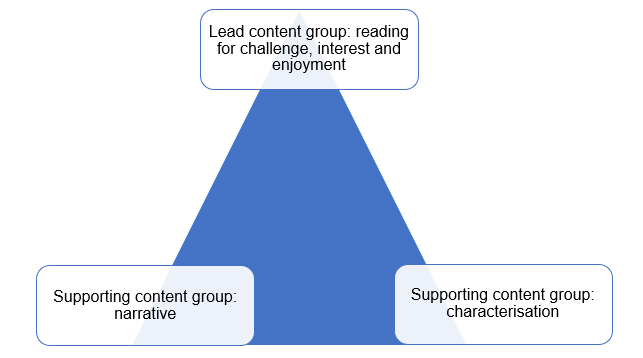 Lead content group: reading
for challenge, interest and
enjoyment
Supporting content group:
narrative
Supporting content group:
characterisation